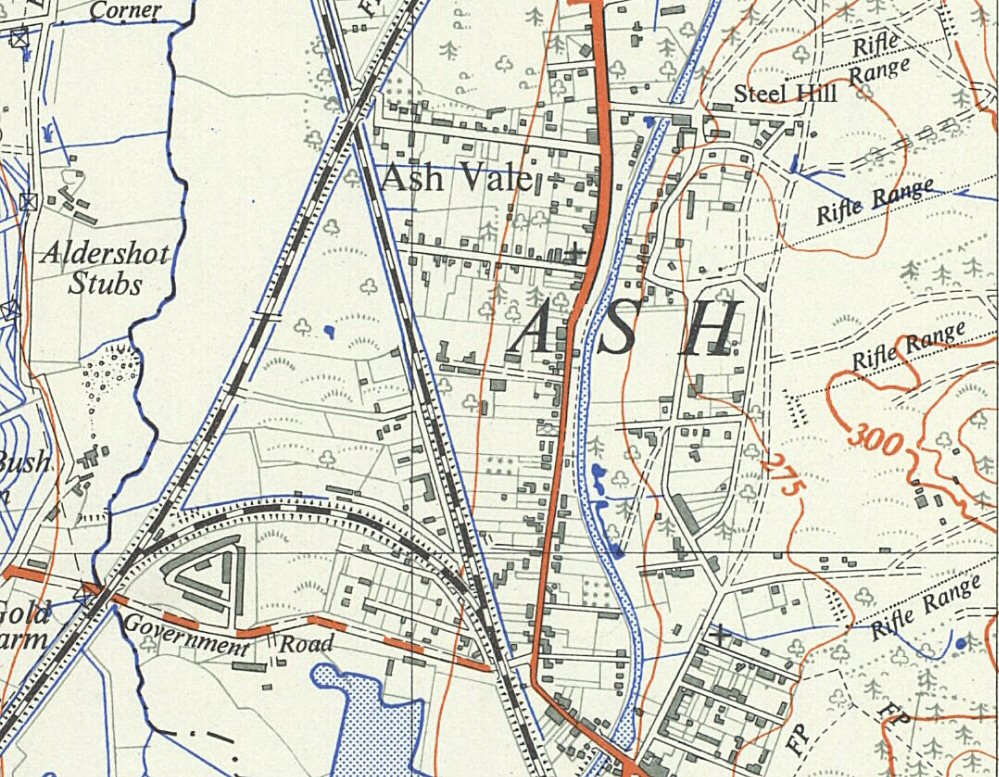 Corner
Rifle
Range
Steel Hill
Ash Vale
Rifle Range
Aldershot
Stubs
A S H
Rifle Range
300
Bush
275
Rifle Range
Gold
arm
Government Road
FP
FP